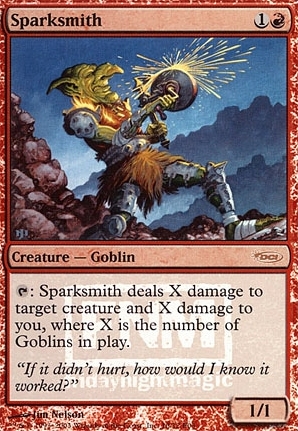 Sparksmith 1
Creature — Goblin DCI
: Sparksmith deals X damage to
target creature and X damage to
you, where X is the number of
Goblins in play.
"If it didn't hurt, how would I know it
worked?"
Jim Nelson
1/1